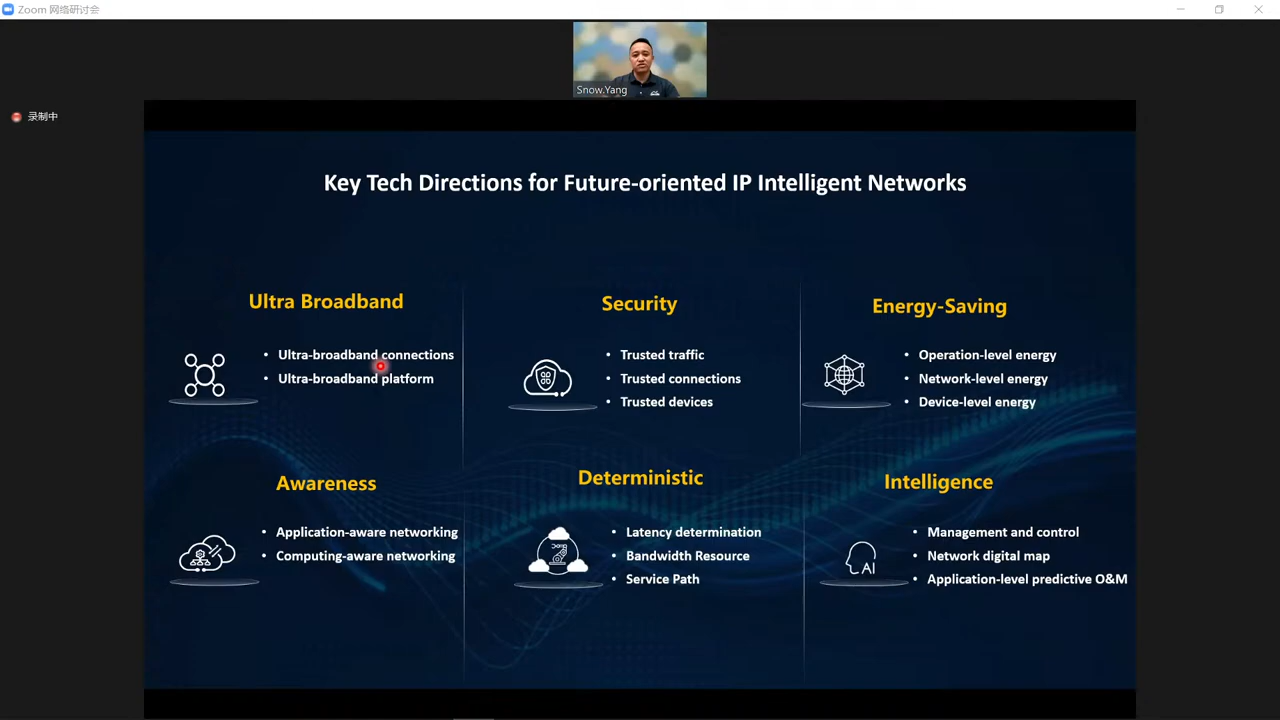 Zoom 网络研讨会
Snow.Yang
录制中
Key Tech Directions for Future-oriented IP Intelligent Networks
Ultra Broadband
• Ultra-broadband connections
• Ultra-broadband platform
Security
• Trusted traffic
• Trusted connections
• Trusted devices
Energy-Saving
• Operation-level energy
• Network-level energy
• Device-level energy
Awareness
• Application-aware networking
• Computing-aware networking
Deterministic
• Latency determination
• Bandwidth Resource
• Service Path
Intelligence
AI
• Management and control
• Network digital map
• Application-level predictive O&M